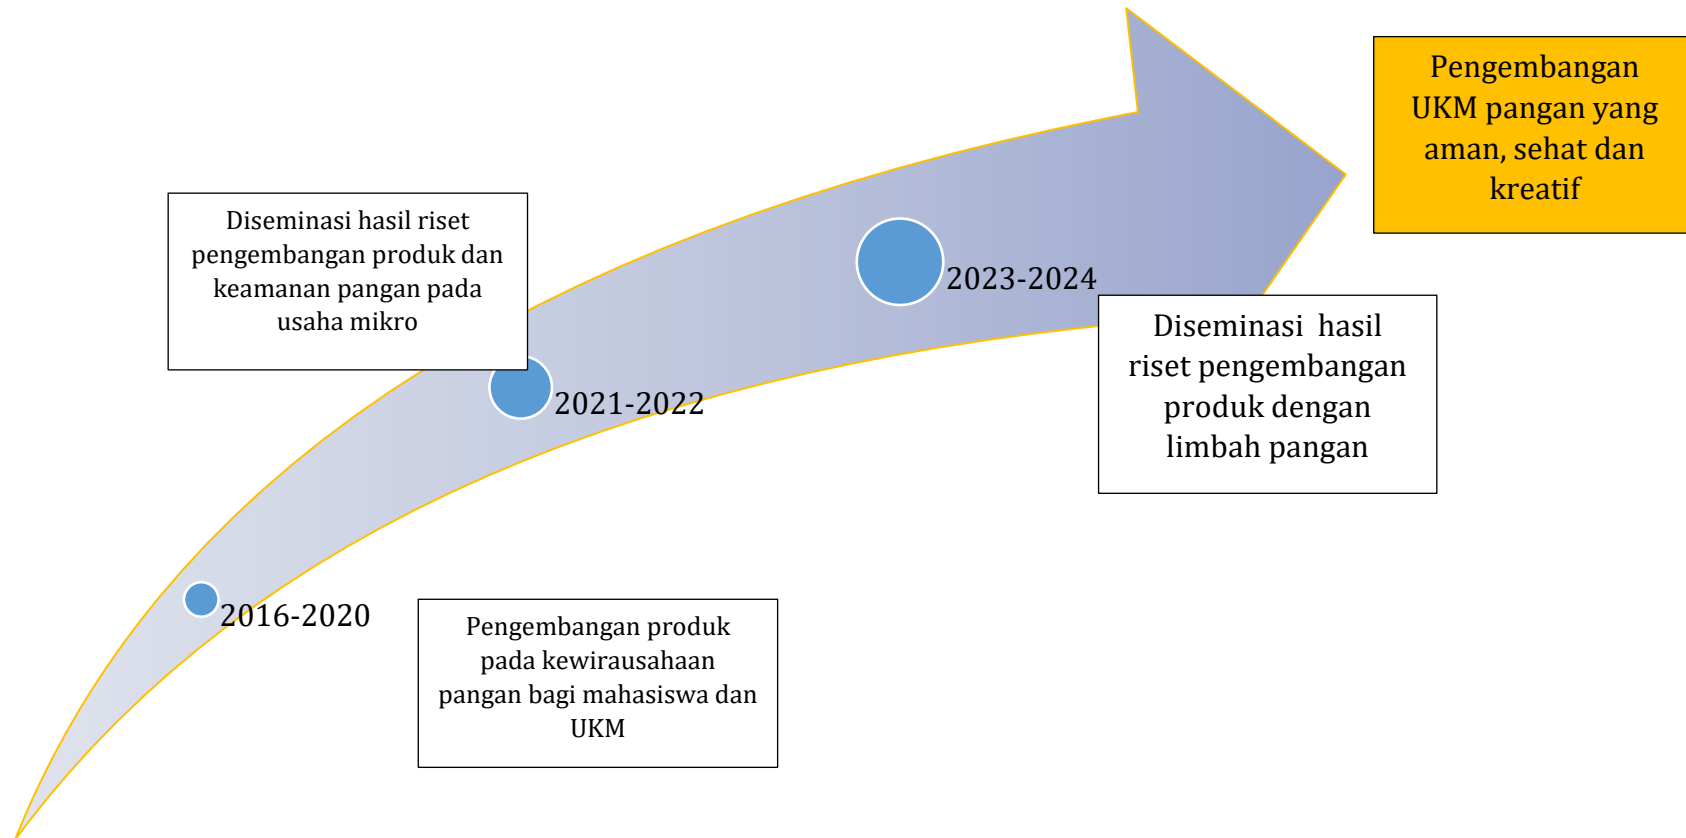 Pengembangan
UKM pangan yang
aman, sehat dan
kreatif
Diseminasi hasil riset
pengembangan produk dan
keamanan pangan pada
usaha mikro
2023-2024
Diseminasi  hasil
riset pengembangan
produk dengan
limbah pangan
2021-2022
2016-2020
Pengembangan produk
pada kewirausahaan
pangan bagi mahasiswa dan
UKM